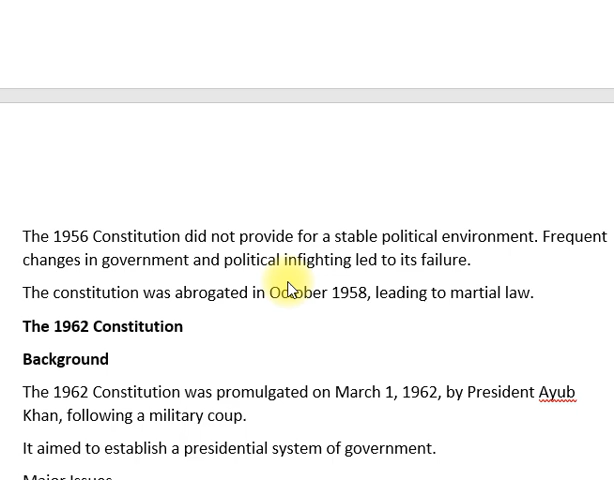 The 1956 Constitution did not provide for a stable political environment. Frequent
changes in government and political infighting led to its failure.
The constitution was abrogated in October 1958, leading to martial law.
The 1962 Constitution
Background
The 1962 Constitution was promulgated on March 1, 1962, by President Ayub
Khan, following a military coup.
It aimed to establish a presidential system of government.
Major Issues